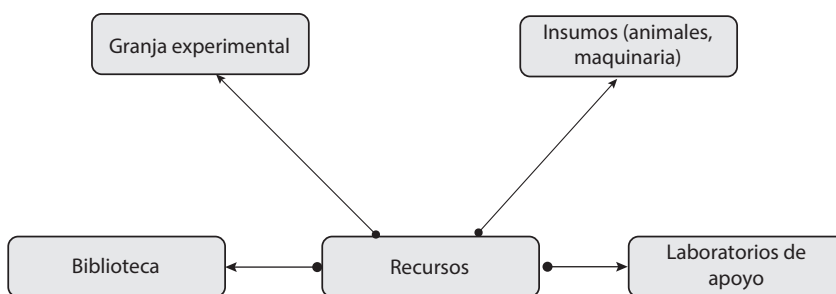 Granja experimental
Insumos (animales,
maquinaria)
Biblioteca
Recursos
Laboratorios de
apoyo